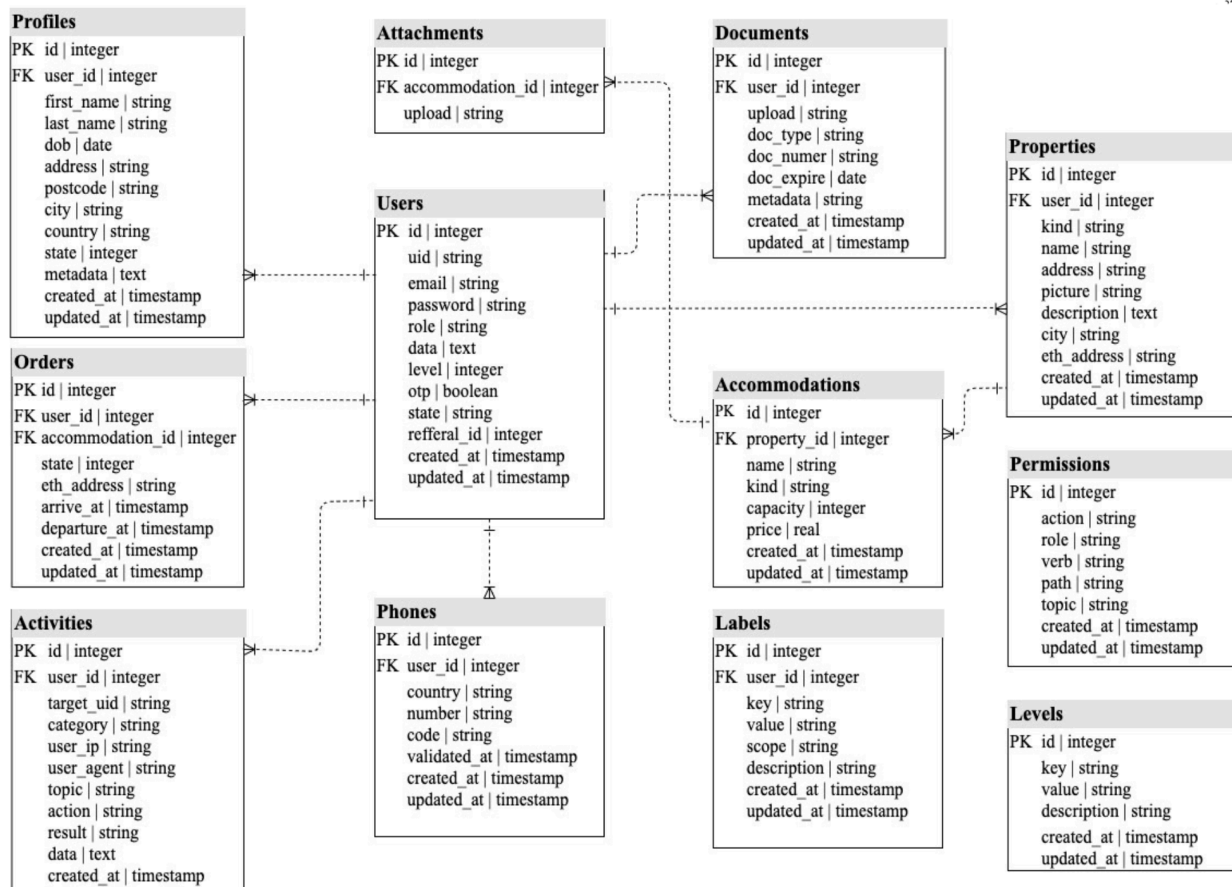 Profiles
PK id | integer
FK user_id | integer
first_name | string
last_name | string
dob | date
address | string
postcode | string
city | string
country | string
state | integer
metadata | text
created_at | timestamp
updated_at | timestamp
Orders
PK id | integer
FK user_id | integer
FK accommodation_id | integer
state | integer
eth_address | string
arrive_at | timestamp
departure_at | timestamp
created_at | timestamp
updated_at | timestamp
Activities
PK id | integer
FK user_id | integer
target_uid | string
category | string
user_ip | string
user_agent | string
topic | string
action | string
result | string
data | text
created_at | timestamp
Attachments
PK id | integer
FK accommodation_id | integer
upload | string
Users
PK id | integer
uid | string
email | string
password | string
role | string
data | text
level | integer
otp | boolean
state | string
refferal_id | integer
created_at | timestamp
updated_at | timestamp
Phones
PK id | integer
FK user_id | integer
country | string
number | string
code | string
validated_at | timestamp
created_at | timestamp
updated_at | timestamp
Documents
PK id | integer
FK user_id | integer
upload | string
doc_type | string
doc_numer | string
doc_expire | date
metadata | string
created_at | timestamp
updated_at | timestamp
Accommodations
PK id | integer
FK property_id | integer
name | string
kind | string
capacity | integer
price | real
created_at | timestamp
updated_at | timestamp
Labels
PK id | integer
FK user_id | integer
key | string
value | string
scope | string
description | string
created_at | timestamp
updated_at | timestamp
Properties
PK id | integer
FK user_id | integer
kind | string
name | string
address | string
picture | string
description | text
city | string
eth_address | string
created_at | timestamp
updated_at | timestamp
Permissions
PK id | integer
action | string
role | string
verb | string
path | string
topic | string
created_at | timestamp
updated_at | timestamp
Levels
PK id | integer
key | string
value | string
description | string
created_at | timestamp
updated_at | timestamp